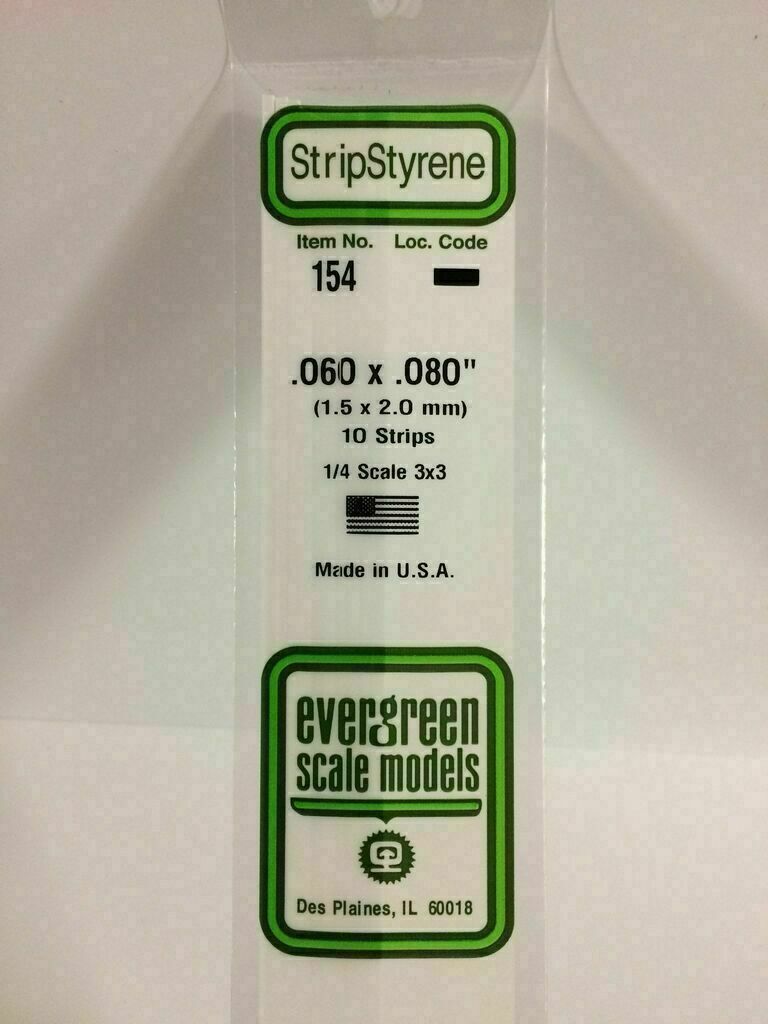 StripStyrene
Item No. Loc. Code
154
.060 x .080"
(1.5 x 2.0 mm)
10 Strips
1/4 Scale 3x3
Made in U.S.A.
evergreen
scale models
Des Plaines, IL 60018